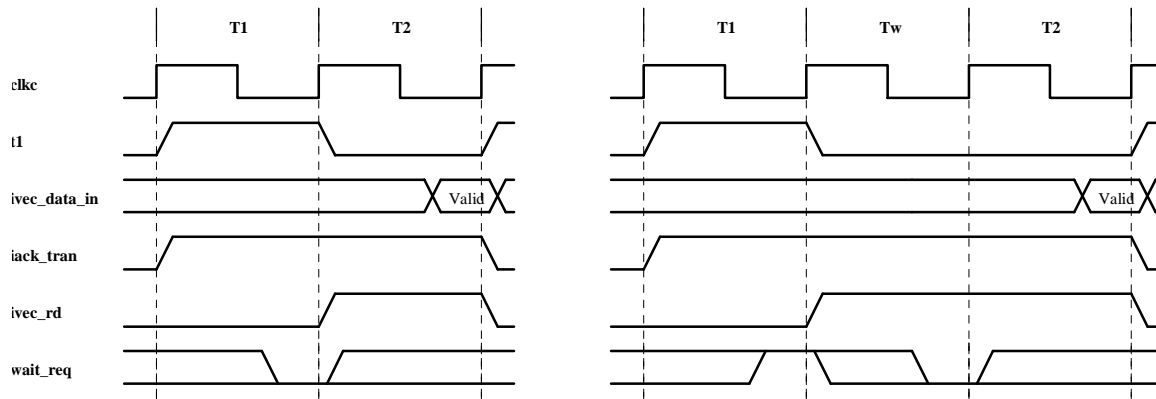 T1 T2 T1 Tw T2
clkc
t1
ivec_data_in Valid Valid
iack_tran
ivec_rd
wait_req